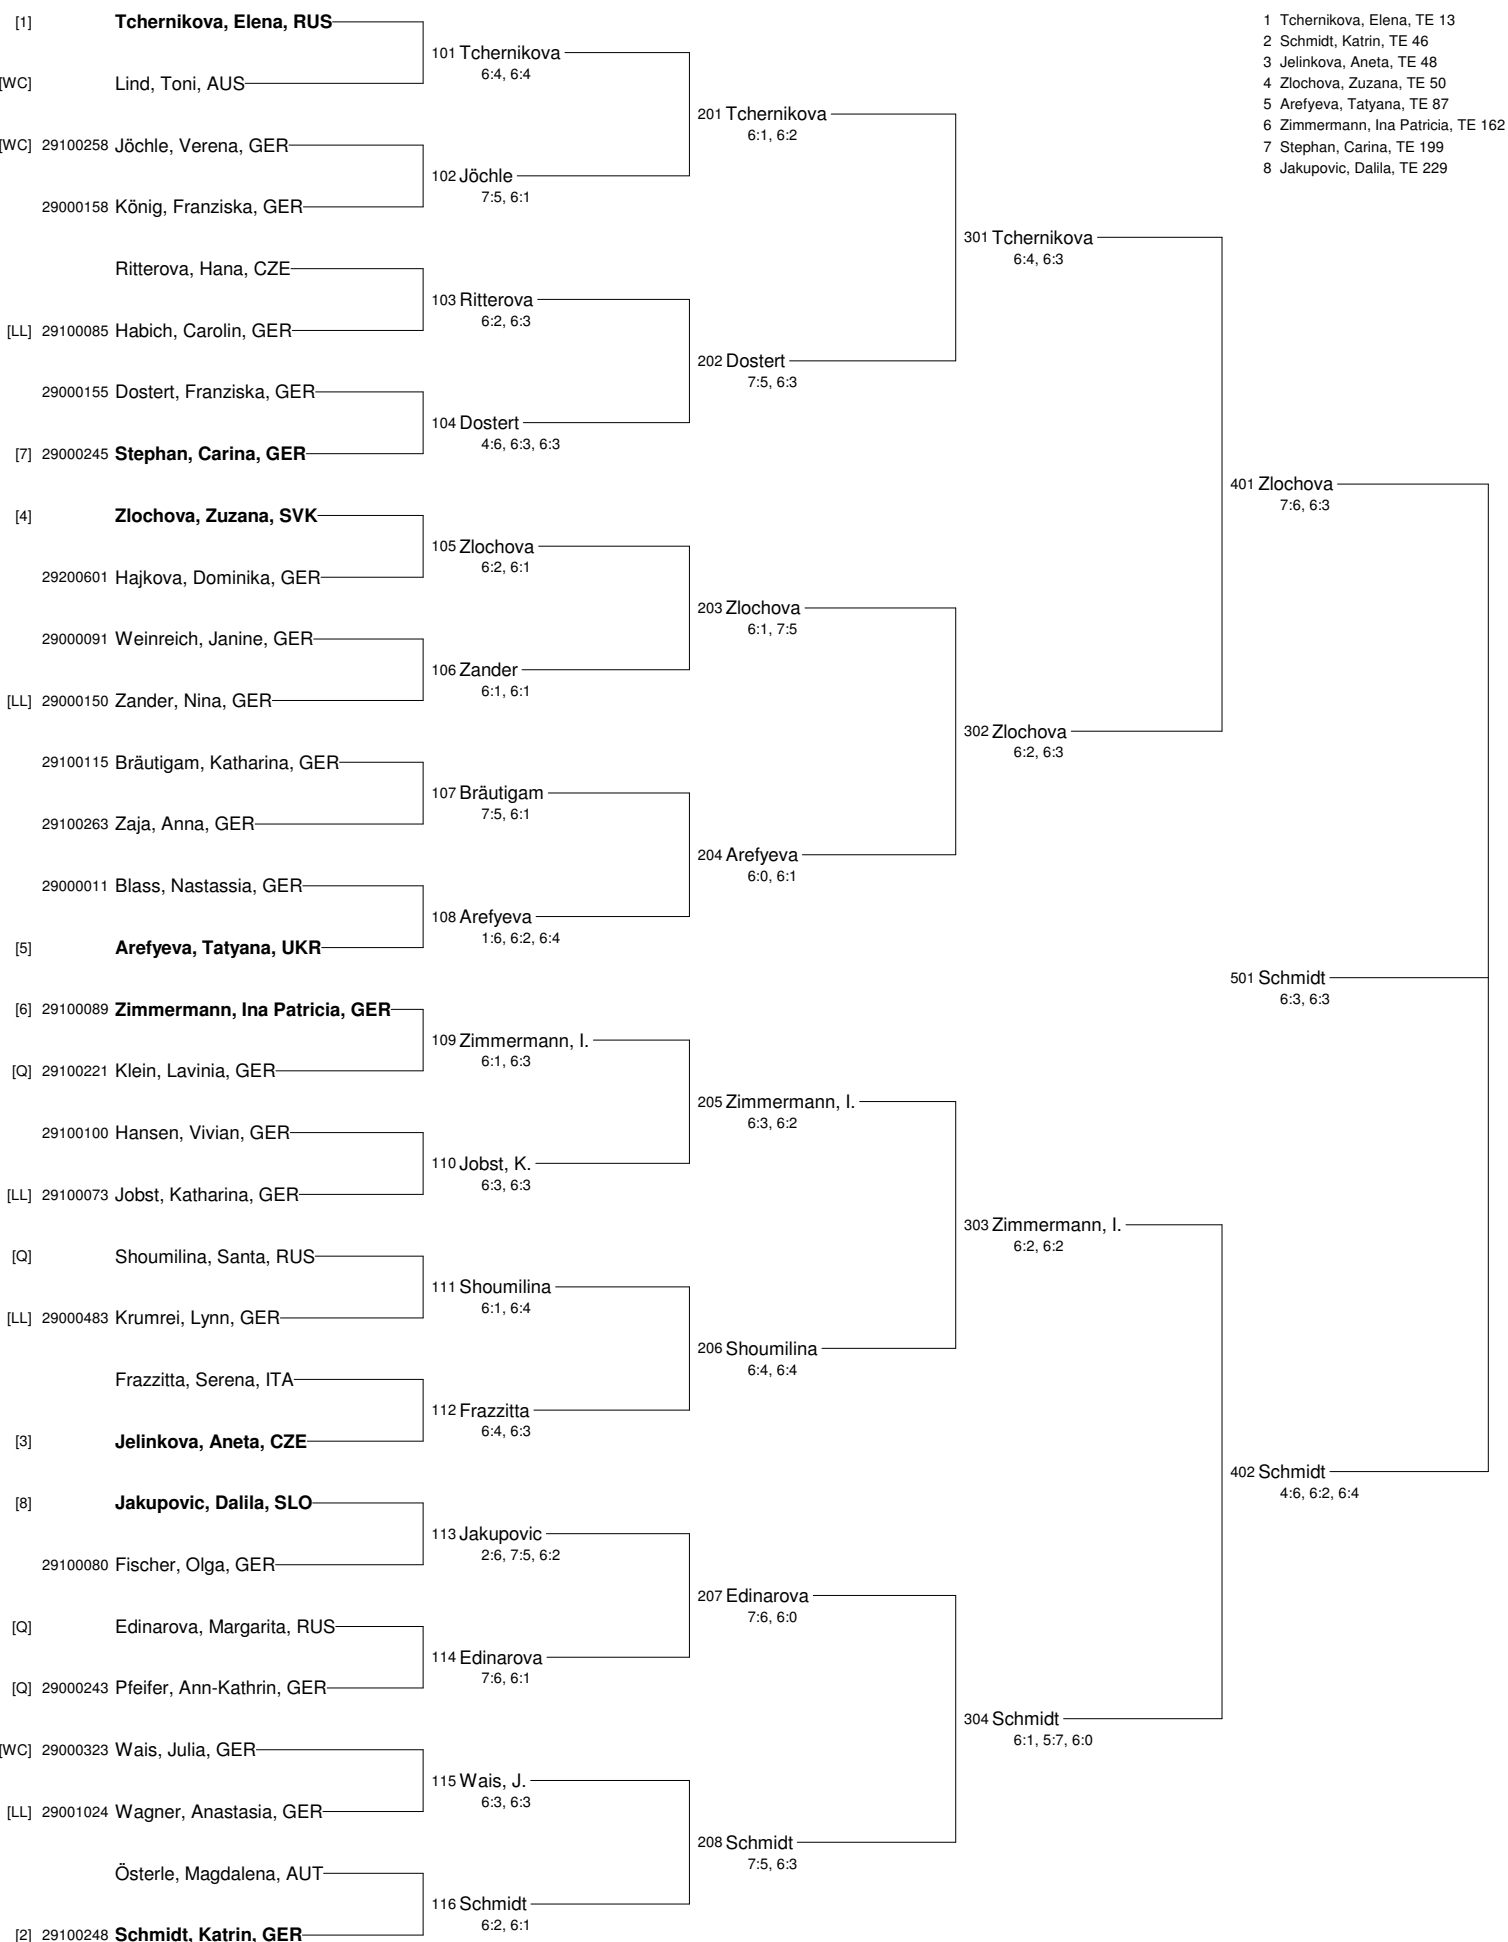 [1] Tchernikova, Elena, RUS
[WC] Lind, Toni, AUS
[WC] 29100258 Jöchle, Verena, GER
29000158 König, Franziska, GER
Ritterova, Hana, CZE
[LL] 29100085 Habich, Carolin, GER
29000155 Dostert, Franziska, GER
[7] 29000245 Stephan, Carina, GER
[4] Zlochova, Zuzana, SVK
29200601 Hajkova, Dominika, GER
29000091 Weinreich, Janine, GER
[LL] 29000150 Zander, Nina, GER
29100115 Bräutigam, Katharina, GER
29100263 Zaja, Anna, GER
29000011 Blass, Nastassia, GER
[5] Arefyeva, Tatyana, UKR
[6] 29100089 Zimmermann, Ina Patricia, GER
[Q] 29100221 Klein, Lavinia, GER
29100100 Hansen, Vivian, GER
[LL] 29100073 Jobst, Katharina, GER
[Q] Shoumilina, Santa, RUS
[LL] 29000483 Krumrei, Lynn, GER
Frazzitta, Serena, ITA
[3] Jelinkova, Aneta, CZE
[8] Jakupovic, Dalila, SLO
29100080 Fischer, Olga, GER
[Q] Edinarova, Margarita, RUS
[Q] 29000243 Pfeifer, Ann-Kathrin, GER
[WC] 29000323 Wais, Julia, GER
[LL] 29001024 Wagner, Anastasia, GER
Österle, Magdalena, AUT
[2] 29100248 Schmidt, Katrin, GER
101 Tchernikova
6:4, 6:4
102 Jöchle
7:5, 6:1
103 Ritterova
6:2, 6:3
104 Dostert
4:6, 6:3, 6:3
105 Zlochova
6:2, 6:1
106 Zander
6:1, 6:1
107 Bräutigam
7:5, 6:1
108 Arefyeva
1:6, 6:2, 6:4
109 Zimmermann, I.
6:1, 6:3
110 Jobst, K.
6:3, 6:3
111 Shoumilina
6:1, 6:4
112 Frazzitta
6:4, 6:3
113 Jakupovic
2:6, 7:5, 6:2
114 Edinarova
7:6, 6:1
115 Wais, J.
6:3, 6:3
116 Schmidt
6:2, 6:1
201 Tchernikova
6:1, 6:2
202 Dostert
7:5, 6:3
203 Zlochova
6:1, 7:5
204 Arefyeva
6:0, 6:1
205 Zimmermann, I.
6:3, 6:2
206 Shoumilina
6:4, 6:4
207 Edinarova
7:6, 6:0
208 Schmidt
7:5, 6:3
301 Tchernikova
6:4, 6:3
302 Zlochova
6:2, 6:3
303 Zimmermann, I.
6:2, 6:2
304 Schmidt
6:1, 5:7, 6:0
401 Zlochova
7:6, 6:3
402 Schmidt
4:6, 6:2, 6:4
501 Schmidt
6:3, 6:3
1 Tchernikova, Elena, TE 13
2 Schmidt, Katrin, TE 46
3 Jelinkova, Aneta, TE 48
4 Zlochova, Zuzana, TE 50
5 Arefyeva, Tatyana, TE 87
6 Zimmermann, Ina Patricia, TE 162
7 Stephan, Carina, TE 199
8 Jakupovic, Dalila, TE 229